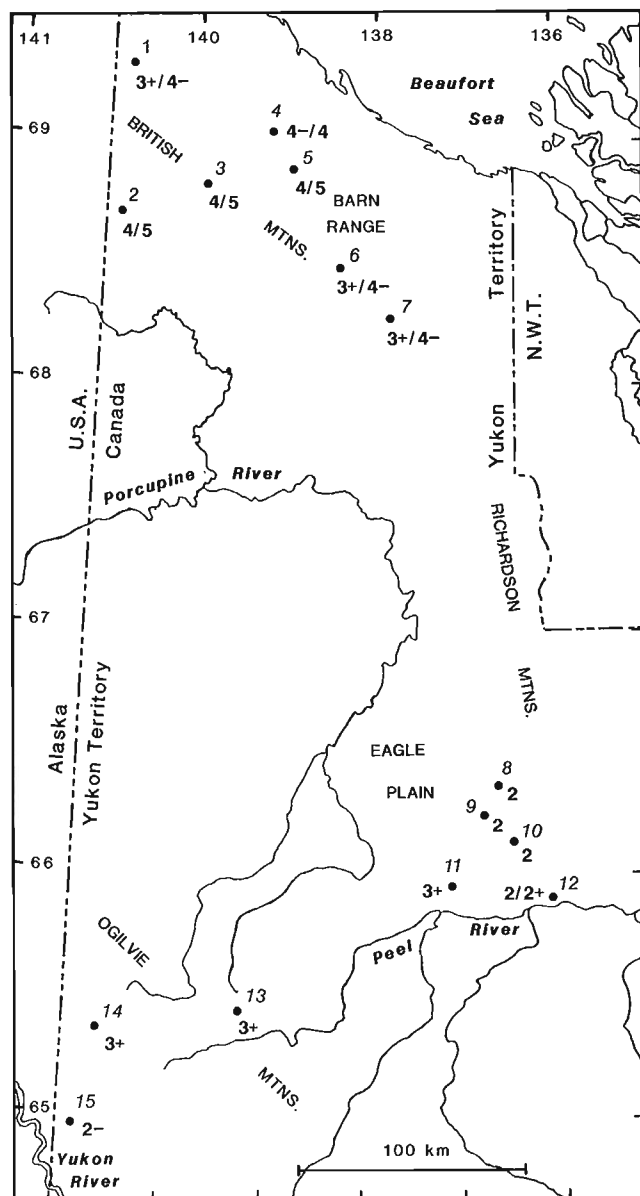 141
140
138
136
1
3+/4–
Beaufort
Sea
69
4
4–/4
BRITISH
5
4/5
3
4/5
2
4/5
BARN
RANGE
MTNS.
6
3+/4–
7
3+/4–
Territory
N.W.T.
Yukon
68
U.S.A.
Canada
Porcupine River
RICHARDSON
MTNS.
67
Alaska
Yukon Territory
EAGLE
PLAIN
8
2
9
2
10
2
66
11
3+
12
2/2+
Peel River
OGILVIE
MTNS.
13
3+
14
3+
65
15
2–
Yukon
River
100 km